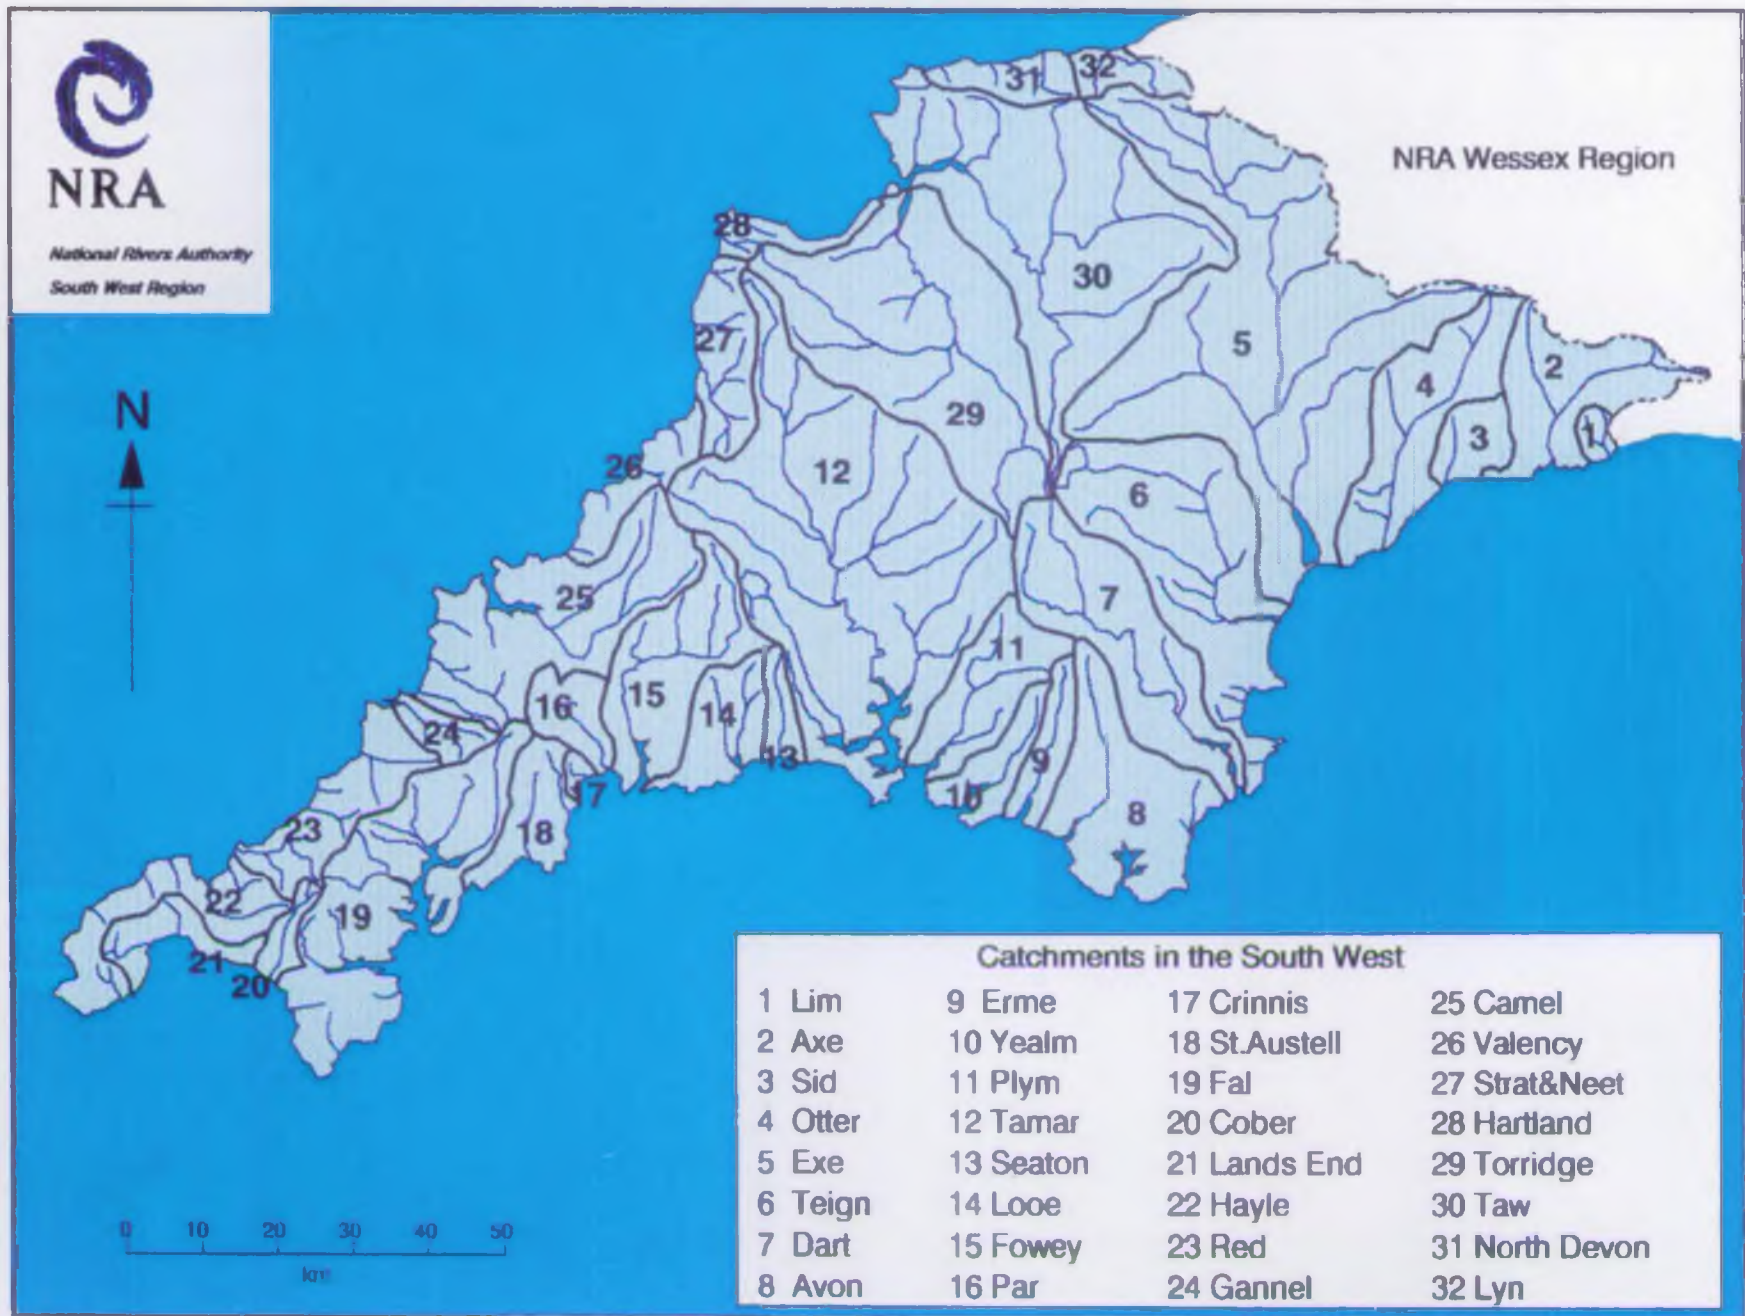 NRA
National Rivers Authority
South West Region
NRA Wessex Region
N
31
32
28
30
27
5
2
4
29
3
1
12
26
6
25
7
11
15
16
14
24
13
9
17
10
8
18
23
22
19
21
20
0 10 20 30 40 50
km
Catchments in the South West
1 Lim
2 Axe
3 Sid
4 Otter
5 Exe
6 Teign
7 Dart
8 Avon
9 Erme
10 Yealm
11 Plym
12 Tamar
13 Seaton
14 Looe
15 Fowey
16 Par
17 Crinnis
18 St.Austell
19 Fal
20 Cober
21 Lands End
22 Hayle
23 Red
24 Gannel
25 Camel
26 Valency
27 Strat&Neet
28 Hartland
29 Torridge
30 Taw
31 North Devon
32 Lyn